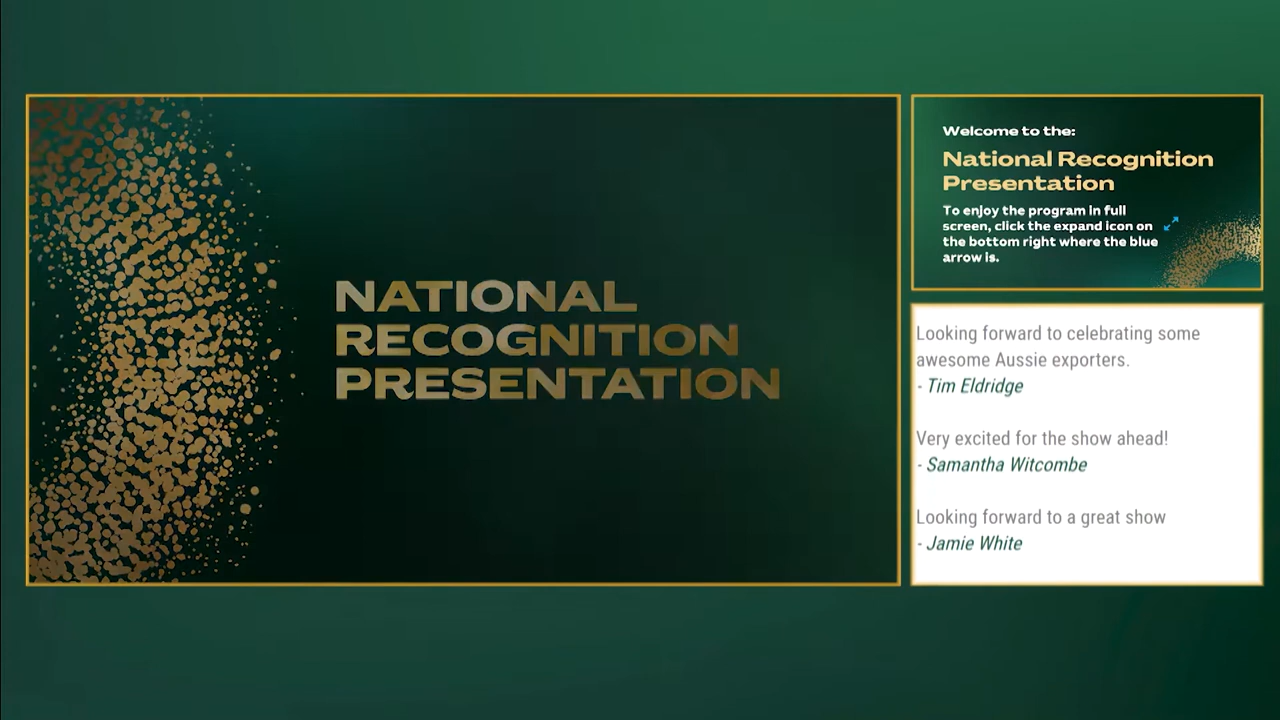 NATIONAL
RECOGNITION
PRESENTATION
Welcome to the:
National Recognition
Presentation
To enjoy the program in full
screen, click the expand icon on
the bottom right where the blue
arrow is.
Looking forward to celebrating some
awesome Aussie exporters.
- Tim Eldridge
Very excited for the show ahead!
- Samantha Witcombe
Looking forward to a great show
- Jamie White